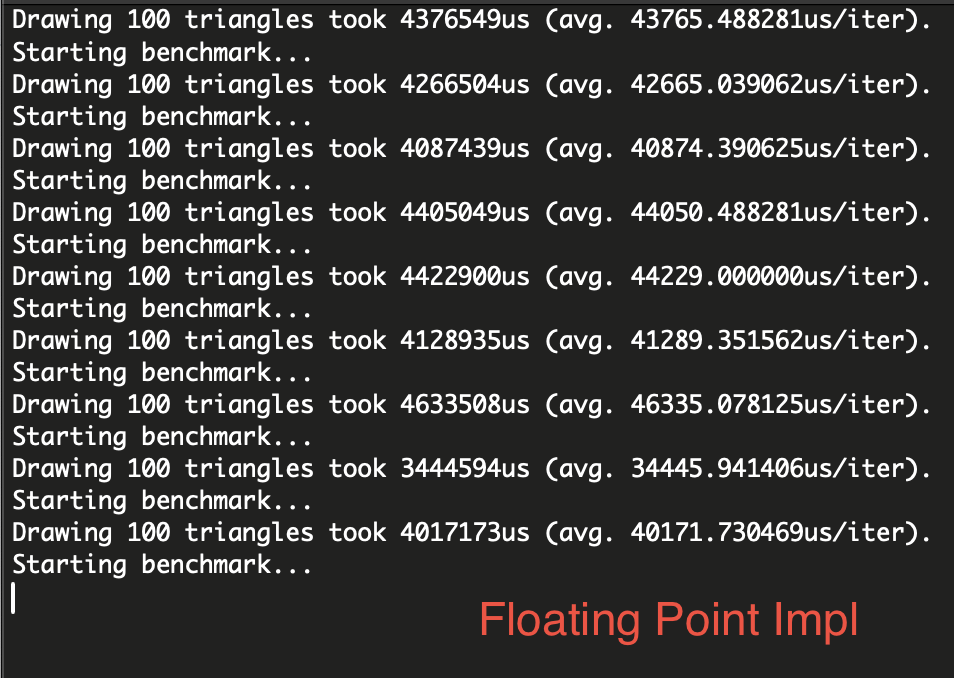 Drawing 100 triangles took 4376549us (avg. 43765.488281us/iter).
Starting benchmark...
Drawing 100 triangles took 4266504us (avg. 42665.039062us/iter).
Starting benchmark...
Drawing 100 triangles took 4087439us (avg. 40874.390625us/iter).
Starting benchmark...
Drawing 100 triangles took 4405049us (avg. 44050.488281us/iter).
Starting benchmark...
Drawing 100 triangles took 4422900us (avg. 44229.000000us/iter).
Starting benchmark...
Drawing 100 triangles took 4128935us (avg. 41289.351562us/iter).
Starting benchmark...
Drawing 100 triangles took 4633508us (avg. 46335.078125us/iter).
Starting benchmark...
Drawing 100 triangles took 3444594us (avg. 34445.941406us/iter).
Starting benchmark...
Drawing 100 triangles took 4017173us (avg. 40171.730469us/iter).
Starting benchmark...
Floating Point Impl